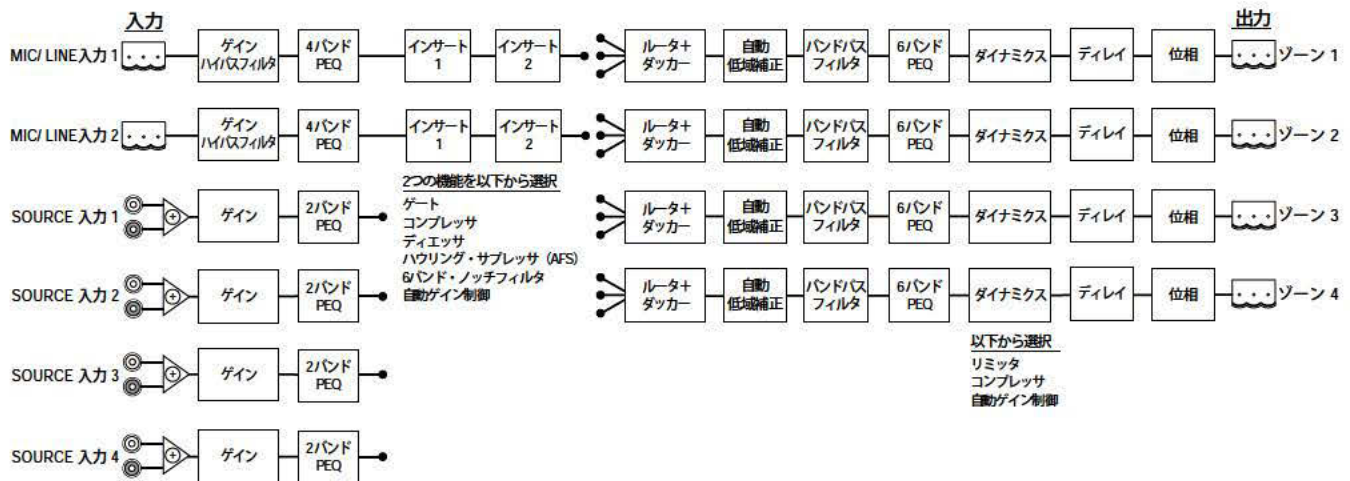 入力
出力
MIC/ LINE入力 1
ゲイン
ハイパスフィルタ
4バンド
PEQ
インサート
1
インサート
2
ルータ+
ダッカー
自動
低域補正
バンドパス
フィルタ
6バンド
PEQ
ダイナミクス
ディレイ
位相
ゾーン 1
MIC/ LINE入力 2
ゲイン
ハイパスフィルタ
4バンド
PEQ
インサート
1
インサート
2
ルータ+
ダッカー
自動
低域補正
バンドパス
フィルタ
6バンド
PEQ
ダイナミクス
ディレイ
位相
ゾーン 2
2つの機能を以下から選択
ゲート
コンプレッサ
ディエッサ
ハウリング・サプレッサ (AFS)
6バンド・ノッチフィルタ
自動ゲイン制御
SOURCE 入力 1
ゲイン
2バンド
PEQ
ルータ+
ダッカー
自動
低域補正
バンドパス
フィルタ
6バンド
PEQ
ダイナミクス
ディレイ
位相
ゾーン 3
SOURCE 入力 2
ゲイン
2バンド
PEQ
ルータ+
ダッカー
自動
低域補正
バンドパス
フィルタ
6バンド
PEQ
ダイナミクス
ディレイ
位相
ゾーン 4
以下から選択
リミッタ
コンプレッサ
自動ゲイン制御
SOURCE 入力 3
ゲイン
2バンド
PEQ
SOURCE 入力 4
ゲイン
2バンド
PEQ